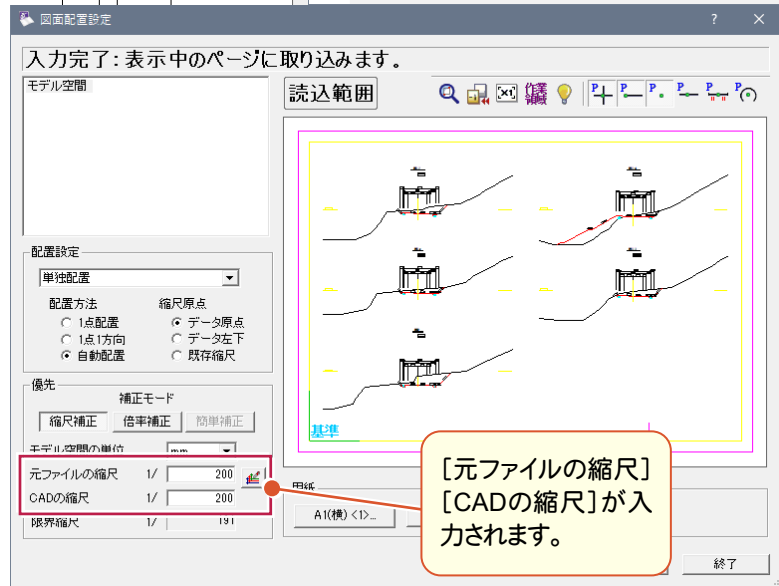 図面配置設定
入力完了:表示中のページに取り込みます。
モデル空間
読込範囲
作業領域
P P P P P P
配置設定
単独配置
配置方法 縮尺原点
1点配置 データ原点
1点1方向 データ左下
自動配置 既存縮尺
優先
補正モード
縮尺補正 倍率補正 簡単補正
モデル空間の単位 mm
元ファイルの縮尺 1/ 200
CADの縮尺 1/ 200
限界縮尺 1/ 191
基準
用紙
A1(横)<1>_
[元ファイルの縮尺]
[CADの縮尺]が入
力されます。
終了